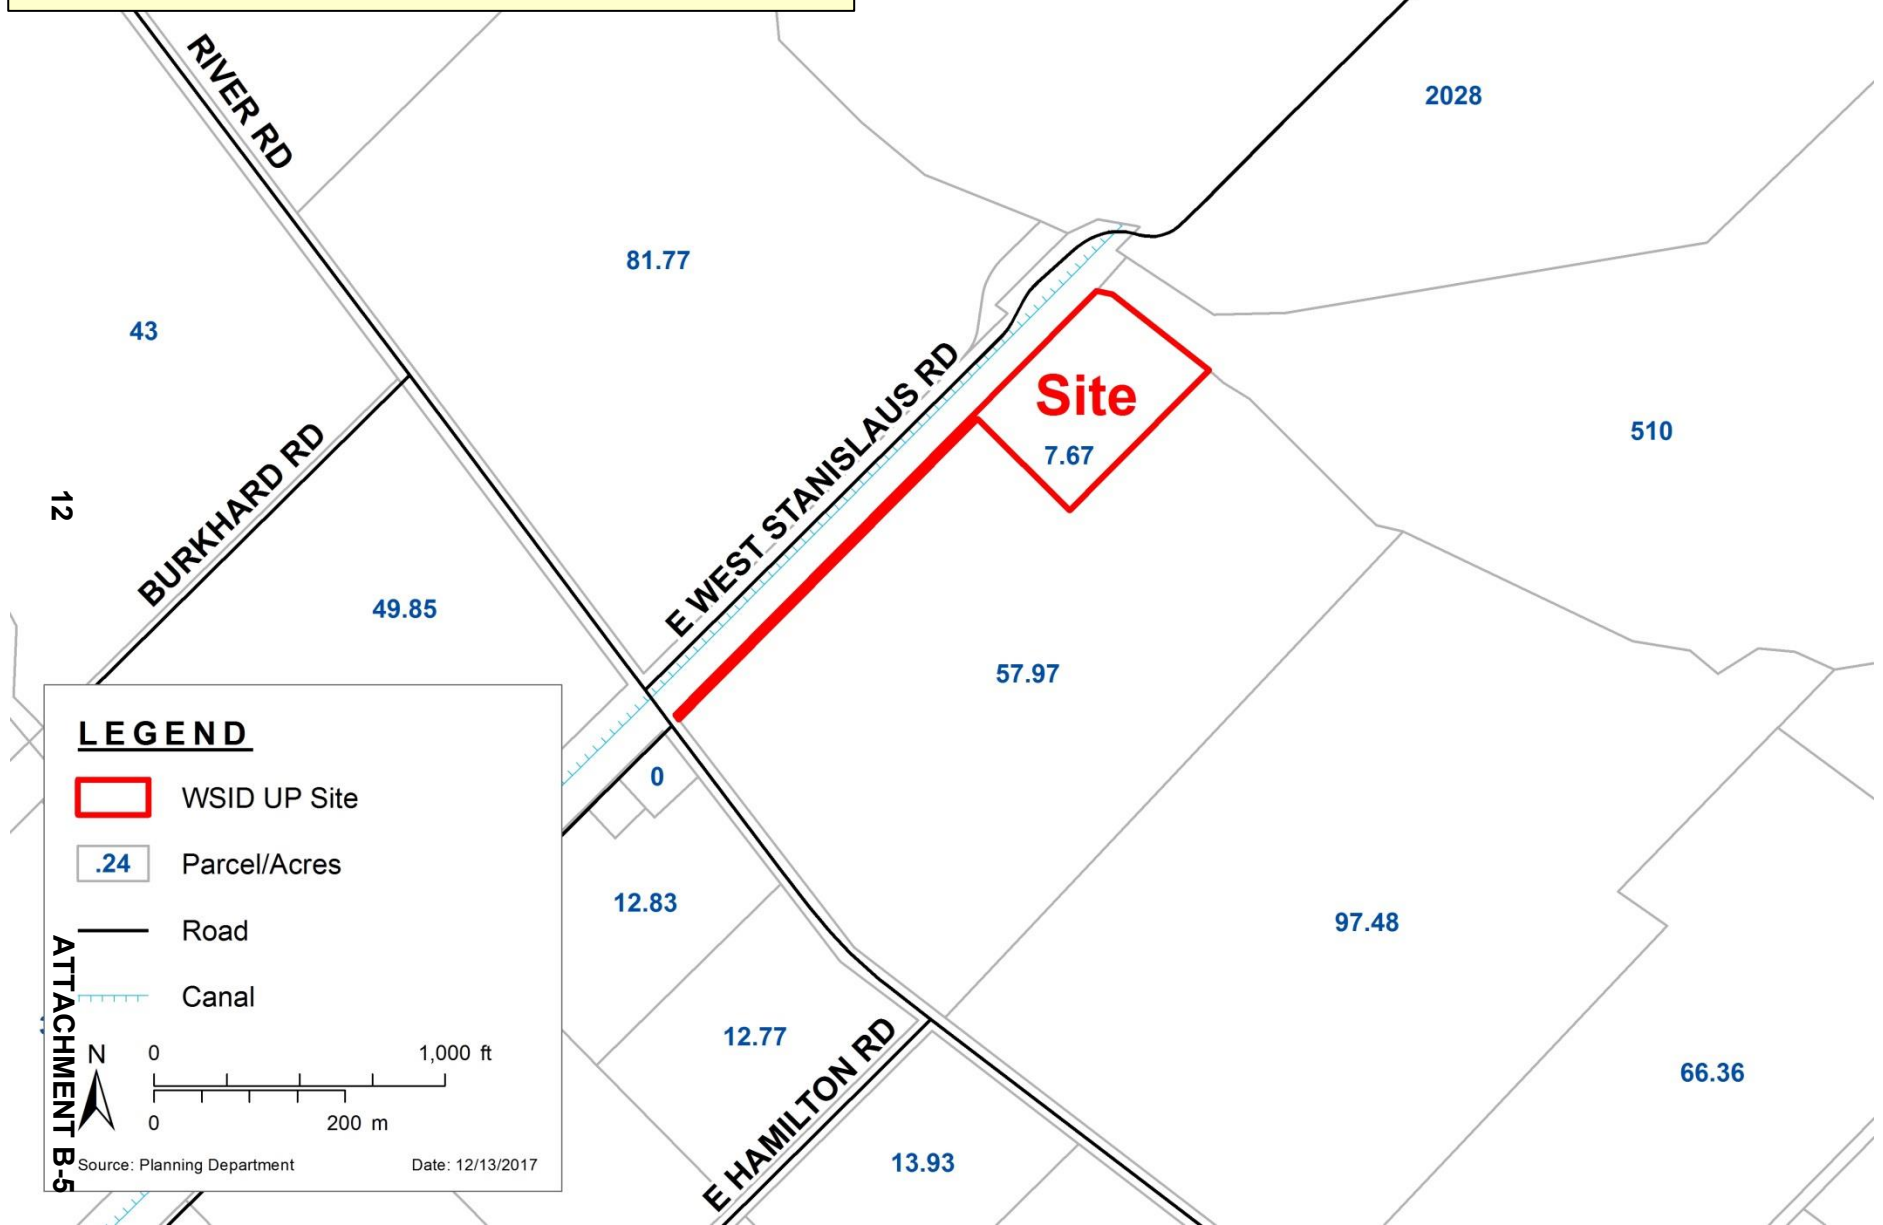 RIVER RD
2028
81.77
43
E WEST STANISLAUS RD
Site
7.67
510
BURKHARD RD
12
49.85
57.97
0
12.83
97.48
12.77
66.36
E HAMILTON RD
13.93
LEGEND
WSID UP Site
.24 Parcel/Acres
Road
Canal
N
0 1,000 ft
0 200 m
Source: Planning Department Date: 12/13/2017
ATTACHMENT B-5